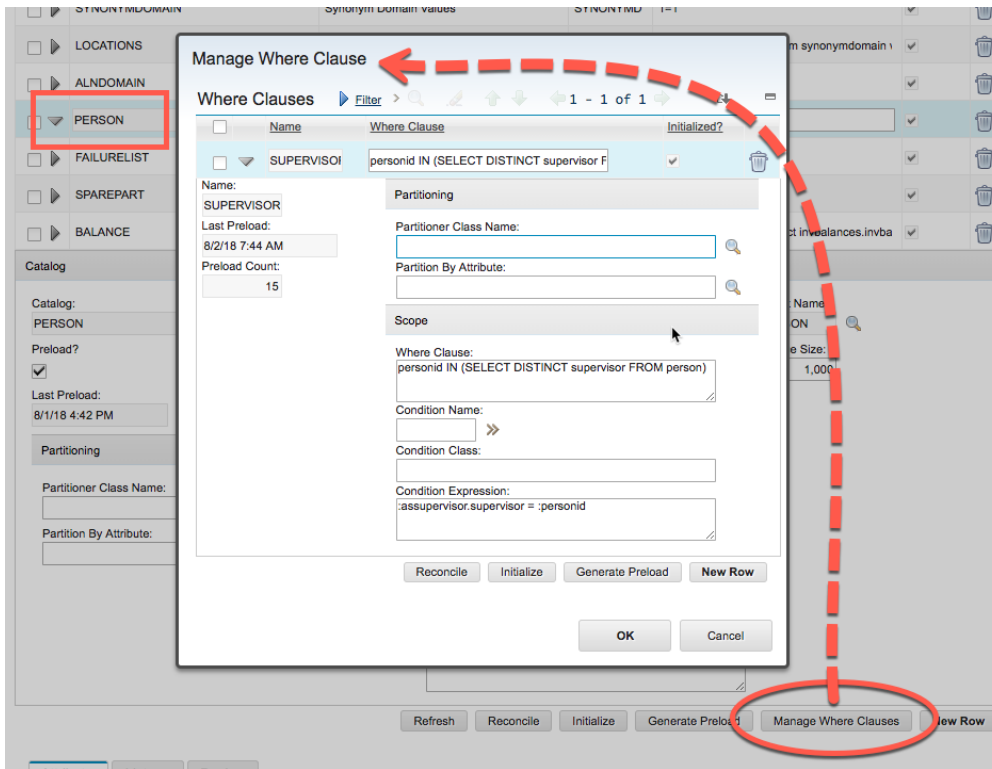 SYNONYMDOMAIN Synonym Domain Values SYNONYMD 1=1
LOCATIONS m synonymdomain
ALNDOMAIN
PERSON
FAILURELIST
SPAREPART
BALANCE ct invbalances.invba
Catalog
Catalog:
PERSON
Preload?
Last Preload:
8/1/18 4:42 PM
Partitioning
Partitioner Class Name:
Partition By Attribute:
Name
ON
e Size:
1,000
Manage Where Clause
Where Clauses Filter 1 - 1 of 1
Name Where Clause Initialized?
SUPERVISOR personid IN (SELECT DISTINCT supervisor F
Name:
SUPERVISOR
Last Preload:
8/2/18 7:44 AM
Preload Count:
15
Partitioning
Partitioner Class Name:
Partition By Attribute:
Scope
Where Clause:
personid IN (SELECT DISTINCT supervisor FROM person)
Condition Name:
Condition Class:
Condition Expression:
:assupervisor.supervisor = :personid
Reconcile Initialize Generate Preload New Row
OK Cancel
Refresh Reconcile Initialize Generate Preload Manage Where Clauses New Row